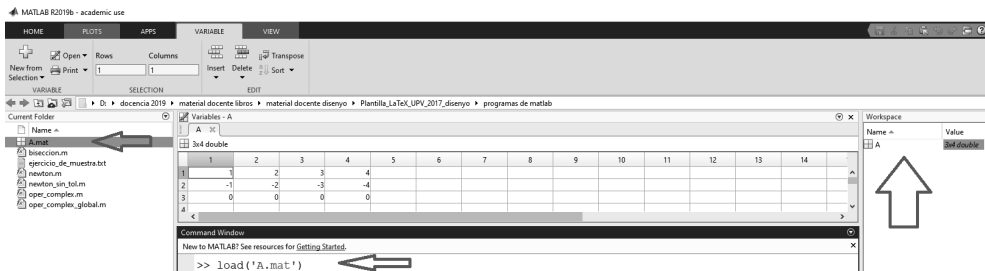 MATLAB R2019b - academic use
HOME PLOTS APPS VARIABLE VIEW
New from Selection Open Print Rows Columns 1 1 Insert Delete Transpose Sort
VARIABLE SELECTION EDIT
D: docencia 2019 material docente libros material docente disenyo Plantilla_LaTeX_UPV_2017_disenyo programas de matlab
Current Folder
Name
A.mat
biseccion.m
ejercicio_de_muestra.txt
newton.m
newton_sin_tol.m
oper_complex.m
oper_complex_global.m
Variables - A
A
3x4 double
1 2 3 4 5 6 7 8 9 10 11 12 13 14
1 1 2 3 4
2 -1 -2 -3 -4
3 0 0 0 0
4
Command Window
New to MATLAB? See resources for Getting Started.
>> load('A.mat')
Workspace
Name Value
A 3x4 double